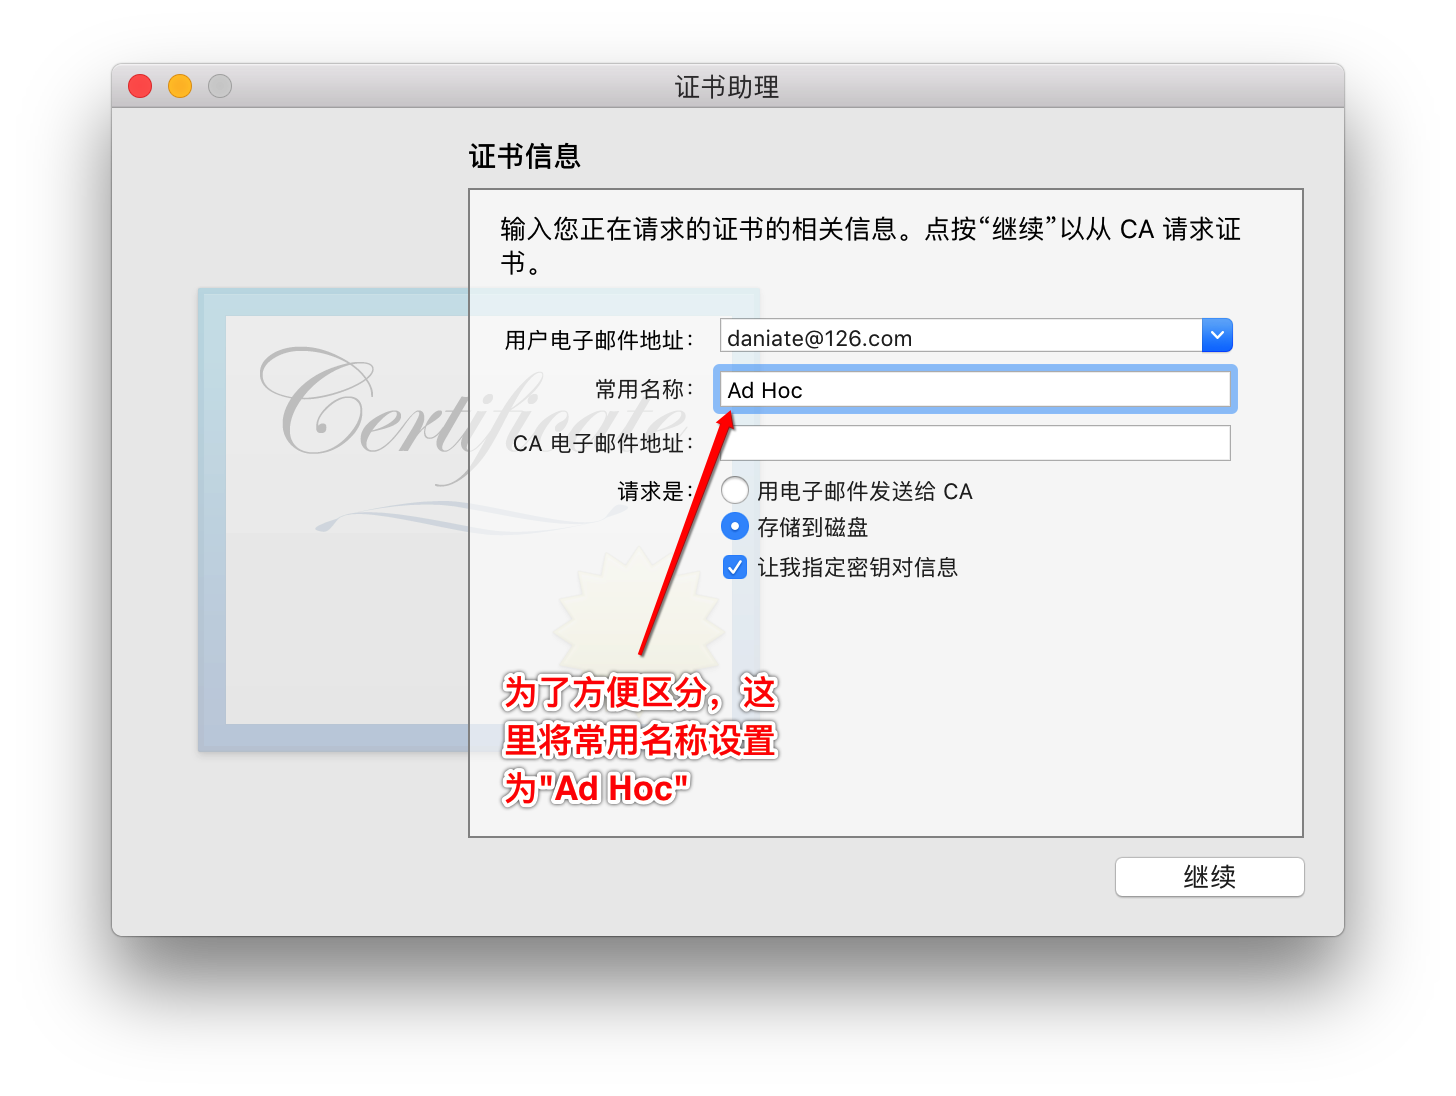 证书助理
证书信息
输入您正在请求的证书的相关信息。点按“继续”以从 CA 请求证
书。
Certificate
用户电子邮件地址：
daniate@126.com
常用名称：
Ad Hoc
CA 电子邮件地址：
请求是：
用电子邮件发送给 CA
存储到磁盘
让我指定密钥对信息
为了方便区分，这
里将常用名称设置
为"Ad Hoc"
继续